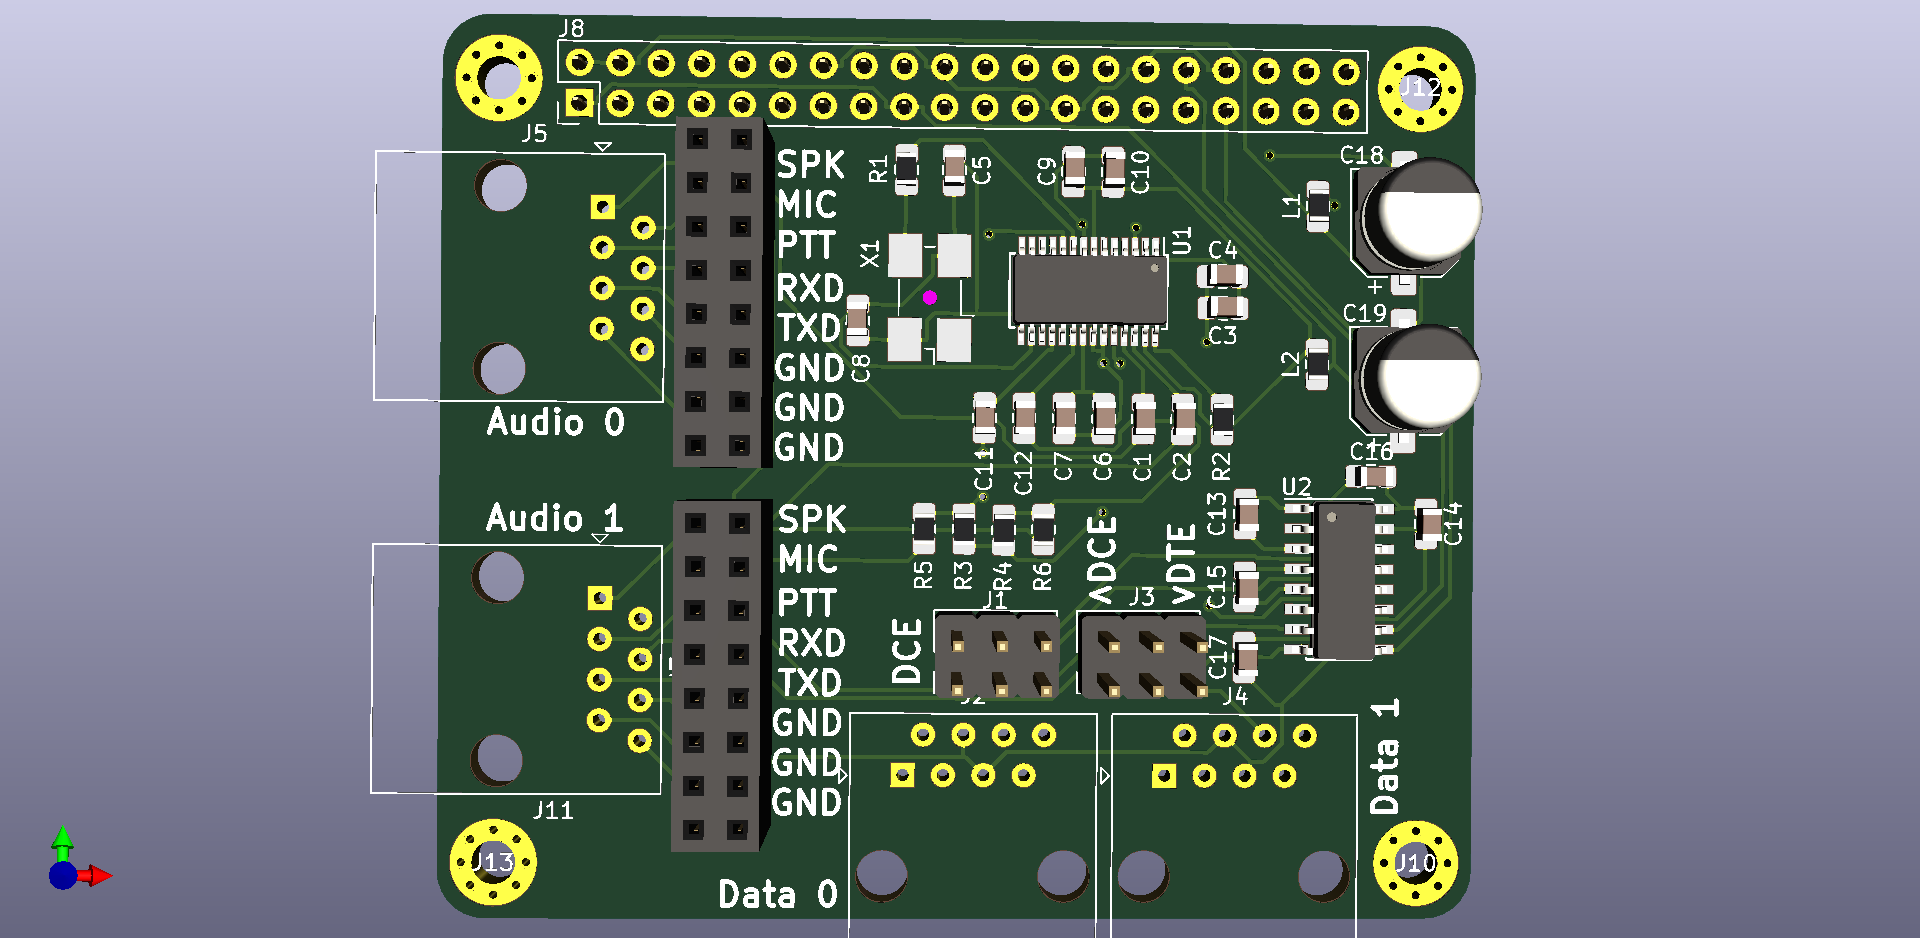 J8
J12
J5
SPK
MIC
PTT
RXD
TXD
GND
GND
GND
R1
C5
C9
C10
C18
L1
X1
U1
C4
C3
+
C19
L2
C8
Audio 0
C11
C12
C7
C6
C1
C2
R2
+
C16
U2
C13
C14
Audio 1
SPK
MIC
PTT
RXD
TXD
GND
GND
GND
R5
R3
R4
R6
<DCE
vDTE
C15
J1
J3
DCE
C17
J2
J4
Data 1
J11
J13
J10
Data 0